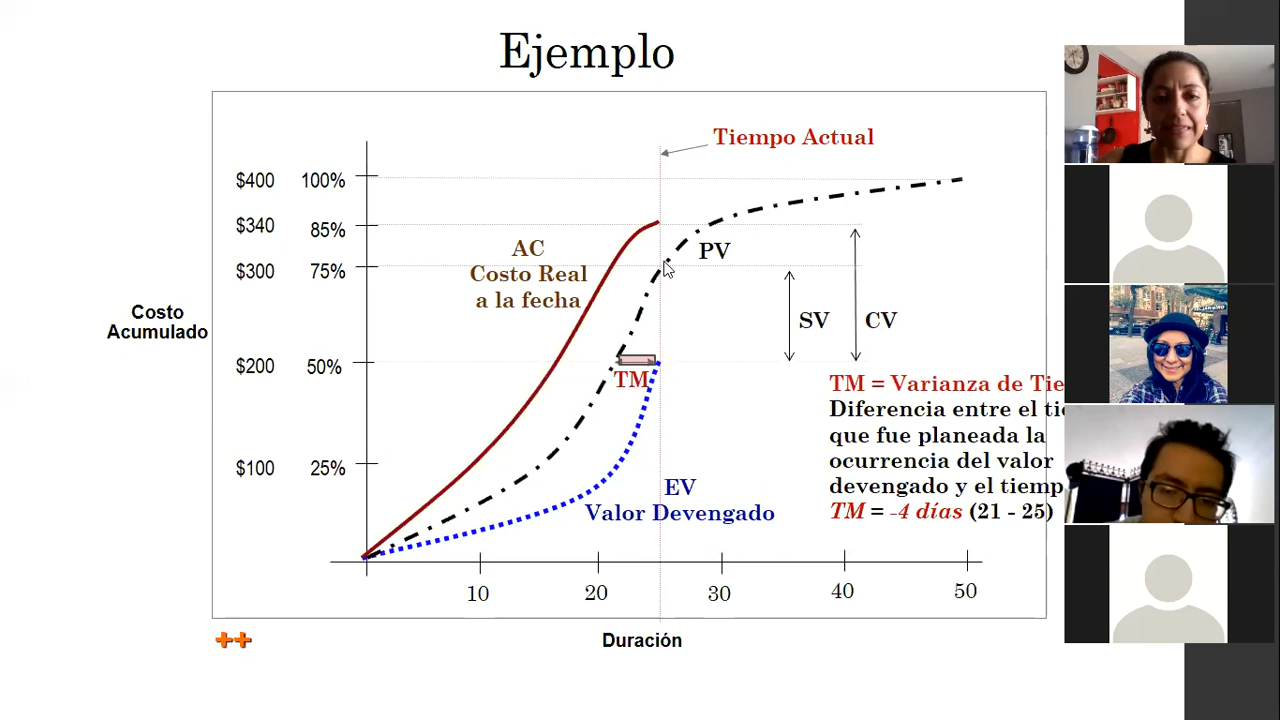 Ejemplo
Tiempo Actual
$400 100%
$340 85%
$300 75%
$200 50%
$100 25%
Costo
Acumulado
AC
Costo Real
a la fecha
PV
SV
CV
TM
EV
Valor Devengado
TM = Varianza de Tie
Diferencia entre el ti
que fue planeada la
ocurrencia del valor
devengado y el tiemp
TM = -4 días (21 - 25)
10 20 30 40 50
++
Duración